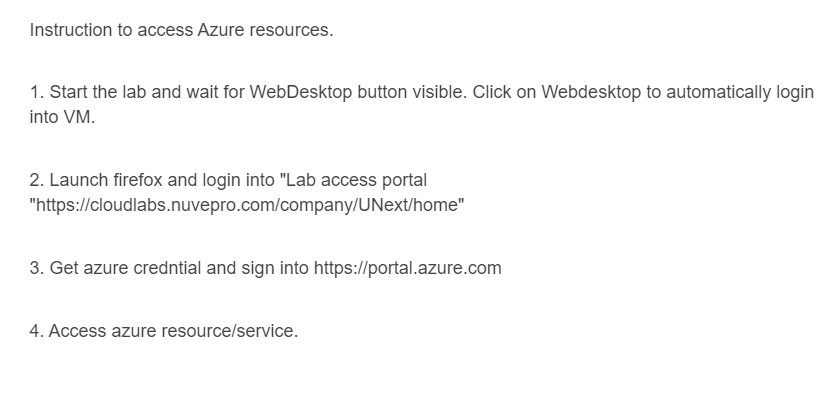 Instruction to access Azure resources.
1. Start the lab and wait for WebDesktop button visible. Click on Webdesktop to automatically login
into VM.
2. Launch firefox and login into "Lab access portal
"https://cloudlabs.nuvepro.com/company/UNext/home"
3. Get azure credntial and sign into https://portal.azure.com
4. Access azure resource/service.